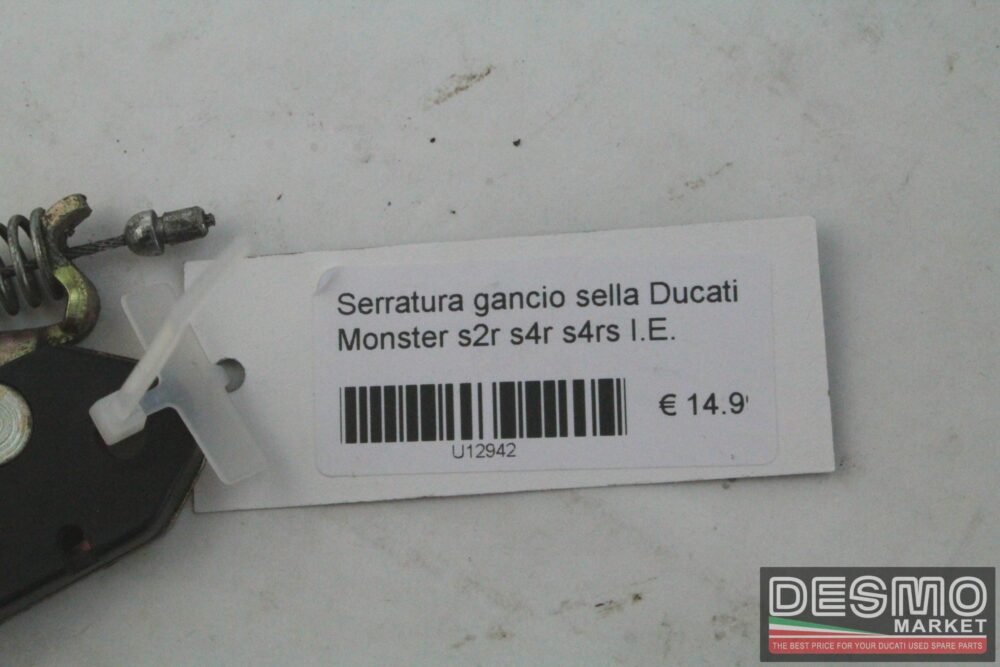 Serratura gancio sella Ducati
Monster s2r s4r s4rs I.E.
€ 14.9
U12942
DESMO
MARKET
THE BEST PRICE FOR YOUR DUCATI USED SPARE PARTS